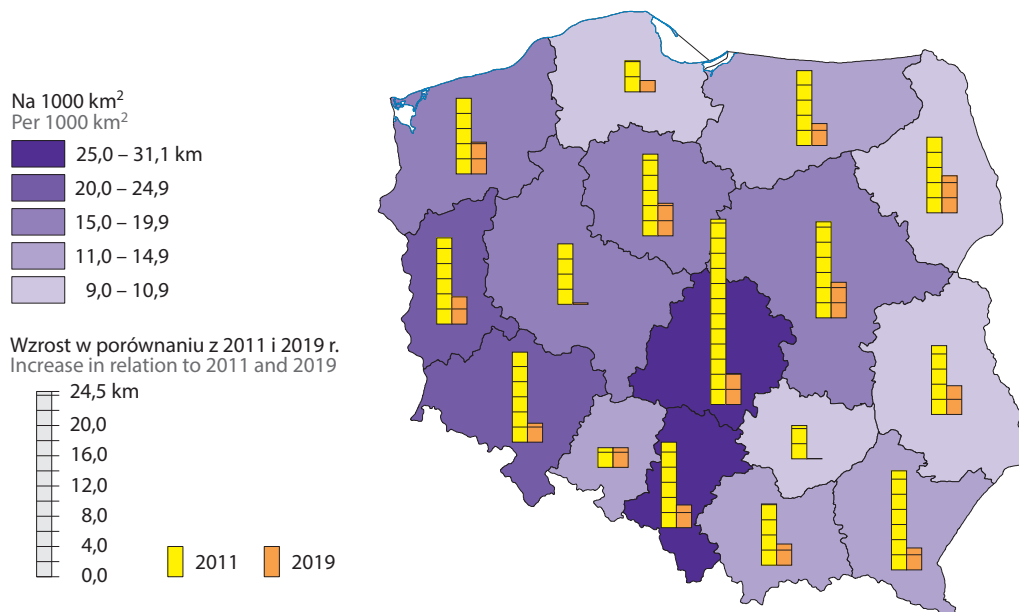 Na 1000 km²
Per 1000 km²
25,0 – 31,1 km
20,0 – 24,9
15,0 – 19,9
11,0 – 14,9
9,0 – 10,9
Wzrost w porównaniu z 2011 i 2019 r.
Increase in relation to 2011 and 2019
24,5 km
20,0
16,0
12,0
8,0
4,0
0,0
2011
2019